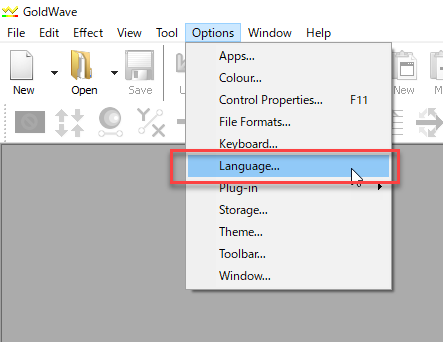 GoldWave
File Edit Effect View Tool Options Window Help
New Open Save
Apps...
Colour...
Control Properties... F11
File Formats...
Keyboard...
Language...
Plug-in
Storage...
Theme...
Toolbar...
Window...